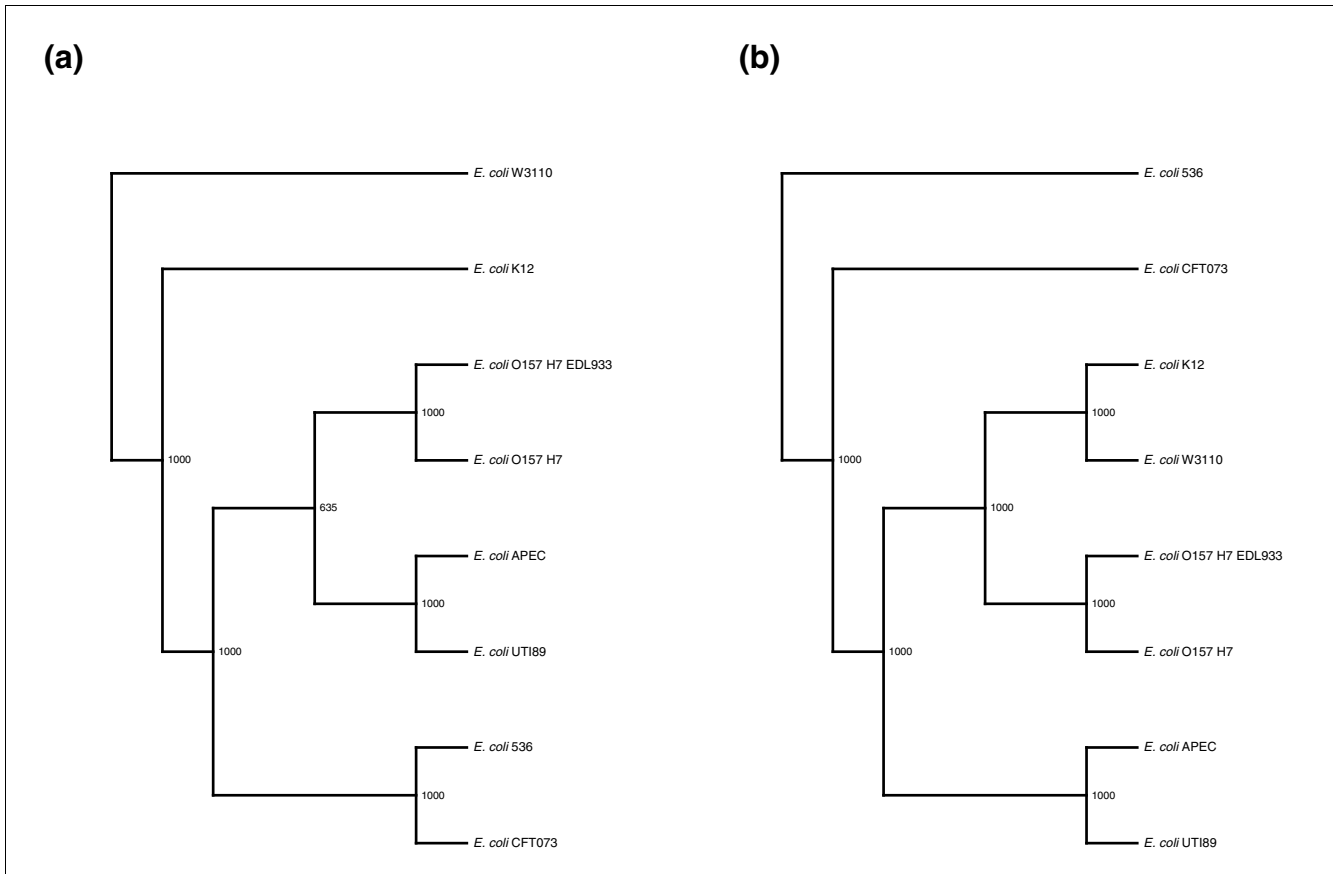 (a)
E. coli W3110
E. coli K12
E. coli O157 H7 EDL933
1000
E. coli O157 H7
1000
635
E. coli APEC
1000
E. coli UTI89
1000
E. coli 536
1000
E. coli CFT073
(b)
E. coli 536
E. coli CFT073
E. coli K12
1000
E. coli W3110
1000
1000
E. coli O157 H7 EDL933
1000
E. coli O157 H7
1000
E. coli APEC
1000
E. coli UTI89